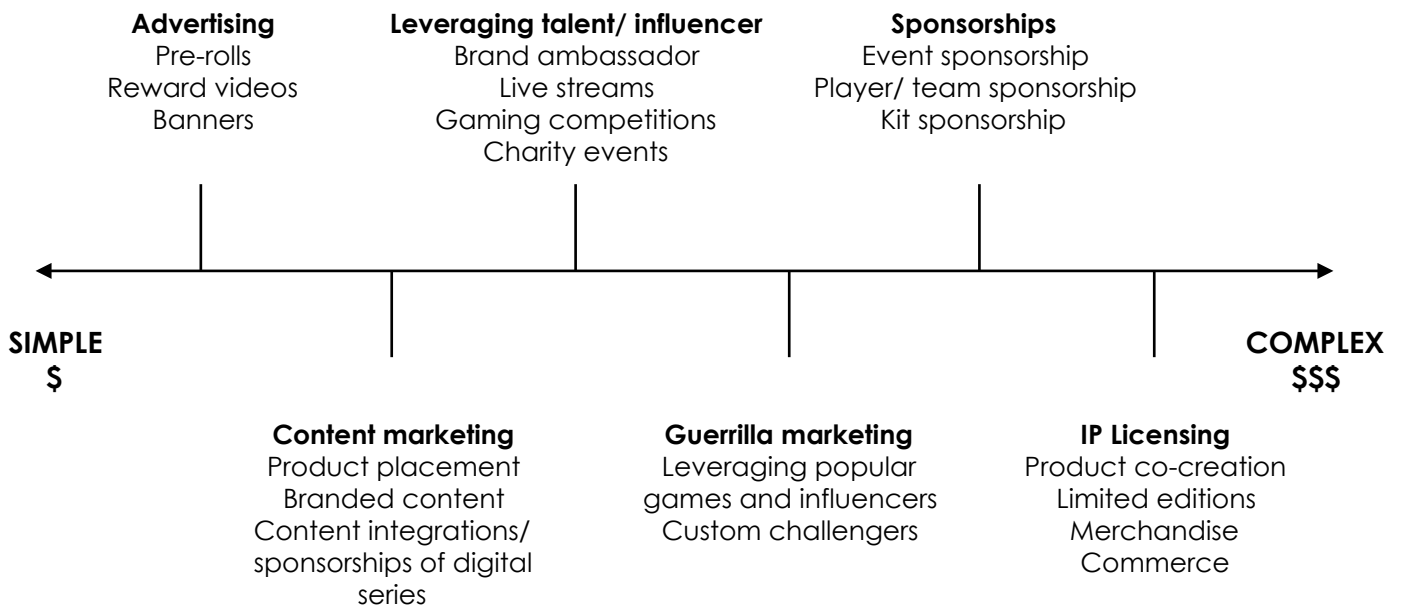 Advertising
Pre-rolls
Reward videos
Banners
Leveraging talent/ influencer
Brand ambassador
Live streams
Gaming competitions
Charity events
Sponsorships
Event sponsorship
Player/ team sponsorship
Kit sponsorship
SIMPLE
$
COMPLEX
$$$
Content marketing
Product placement
Branded content
Content integrations/
sponsorships of digital
series
Guerrilla marketing
Leveraging popular
games and influencers
Custom challengers
IP Licensing
Product co-creation
Limited editions
Merchandise
Commerce